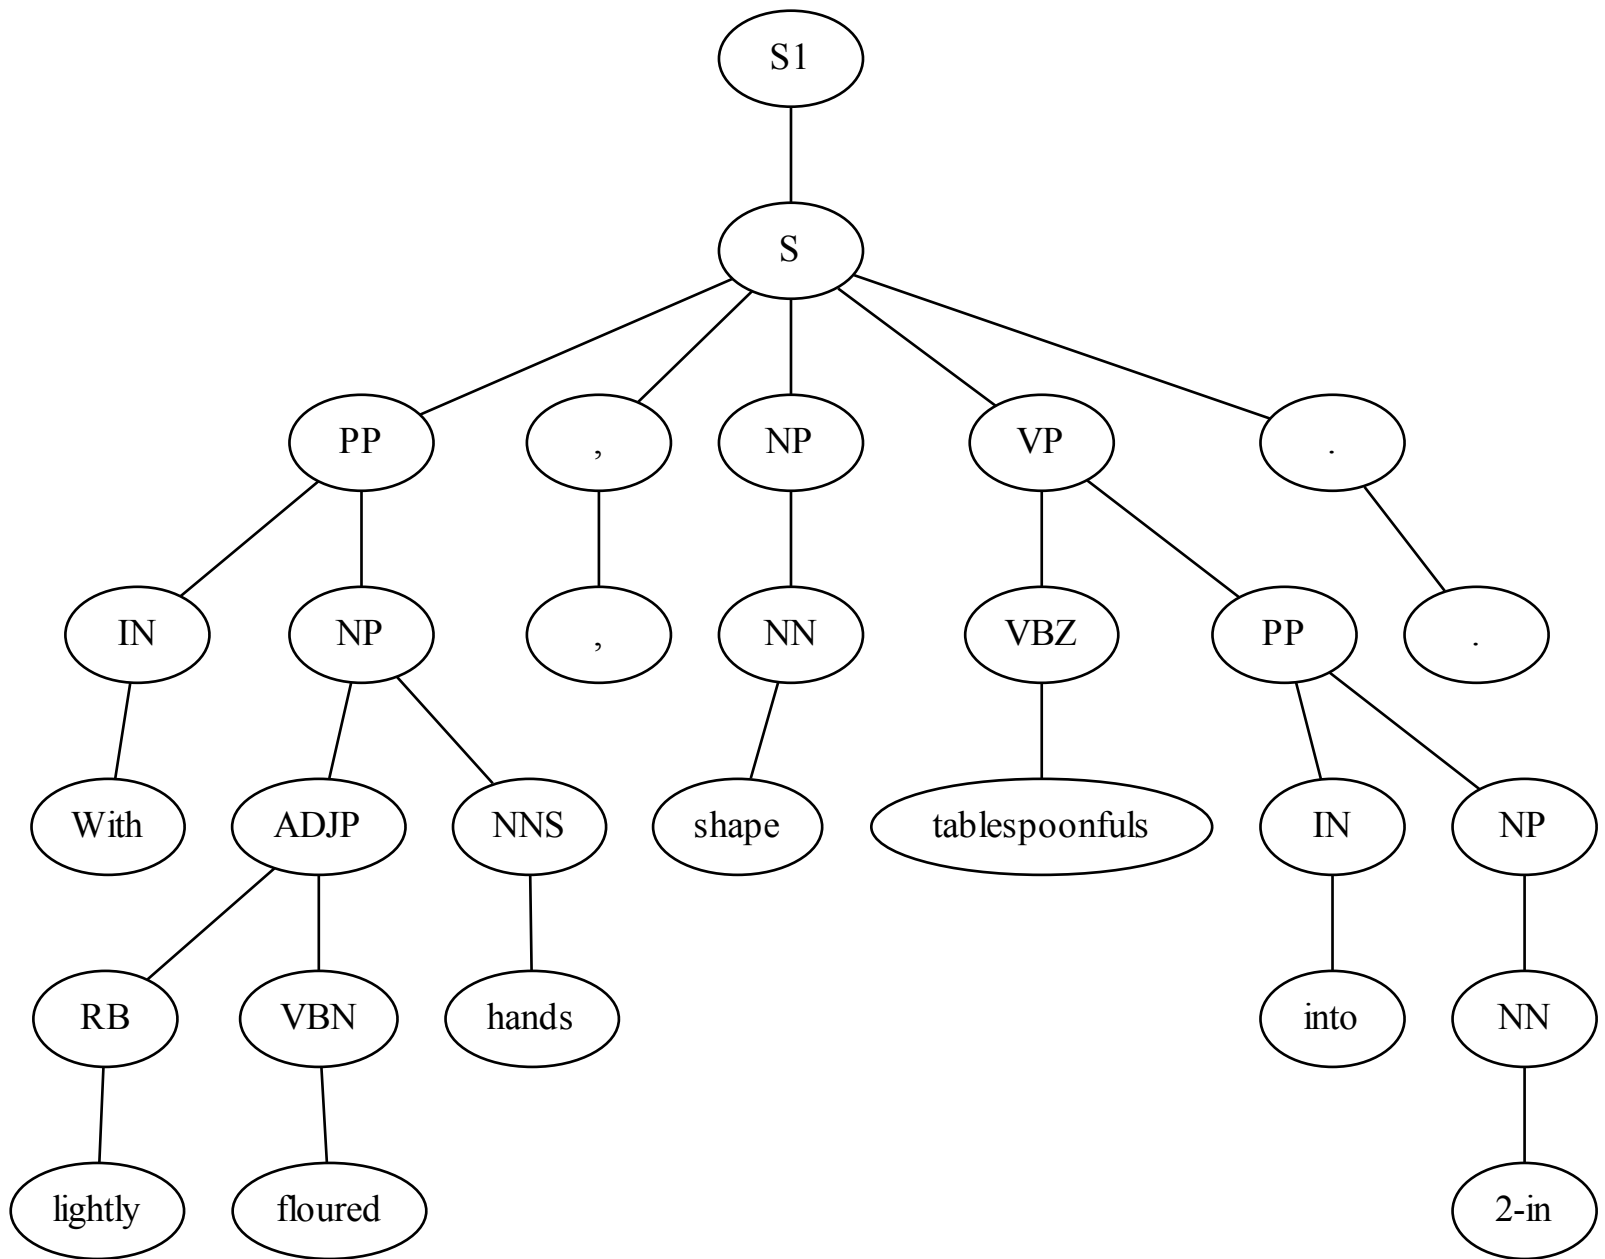 S1
S
PP , NP VP .
IN NP , NN VBZ PP .
With ADJP NNS shape tablespoonfuls IN NP
RB VBN hands into NN
lightly floured 2-in